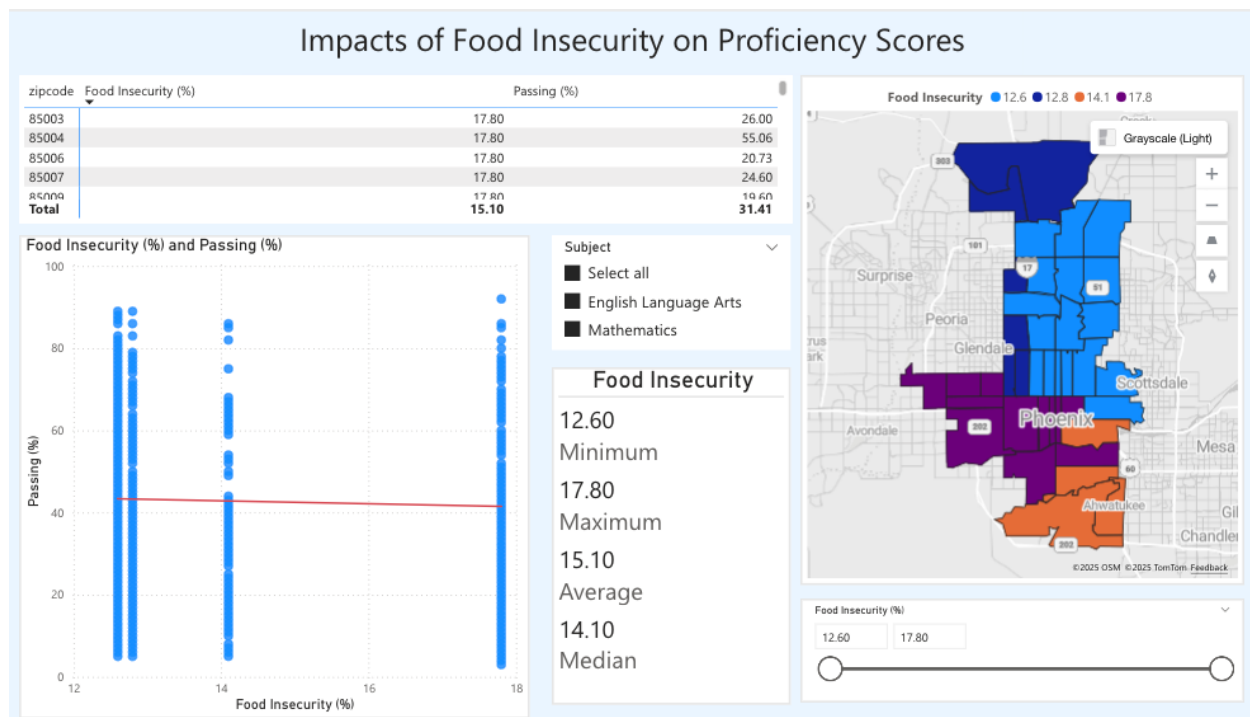 Impacts of Food Insecurity on Proficiency Scores
zipcode Food Insecurity (%) Passing (%)
85003 17.80 26.00
85004 17.80 55.06
85006 17.80 20.73
85007 17.80 24.60
85009 17.80 19.60
Total 15.10 31.41
Food Insecurity (%) and Passing (%)
100
80
60
40
20
0
12 14 16 18
Passing (%)
Food Insecurity (%)
Subject
Select all
English Language Arts
Mathematics
Food Insecurity
12.60
Minimum
17.80
Maximum
15.10
Average
14.10
Median
Food Insecurity 12.6 12.8 14.1 17.8
Grayscale (Light)
303
101
17
51
Surprise
Peoria
Glendale
Scottsdale
Phoenix
Avondale
202
Mesa
60
Ahwatukee
Chandler
202
©2025 OSM ©2025 TomTom Feedback
Food Insecurity (%)
12.60 17.80